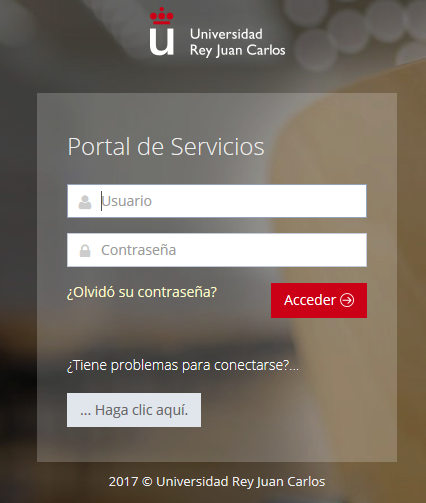 u
Universidad
Rey Juan Carlos
Portal de Servicios
Usuario
Contraseña
¿Olvidó su contraseña?
Acceder
¿Tiene problemas para conectarse?...
... Haga clic aquí.
2017 © Universidad Rey Juan Carlos